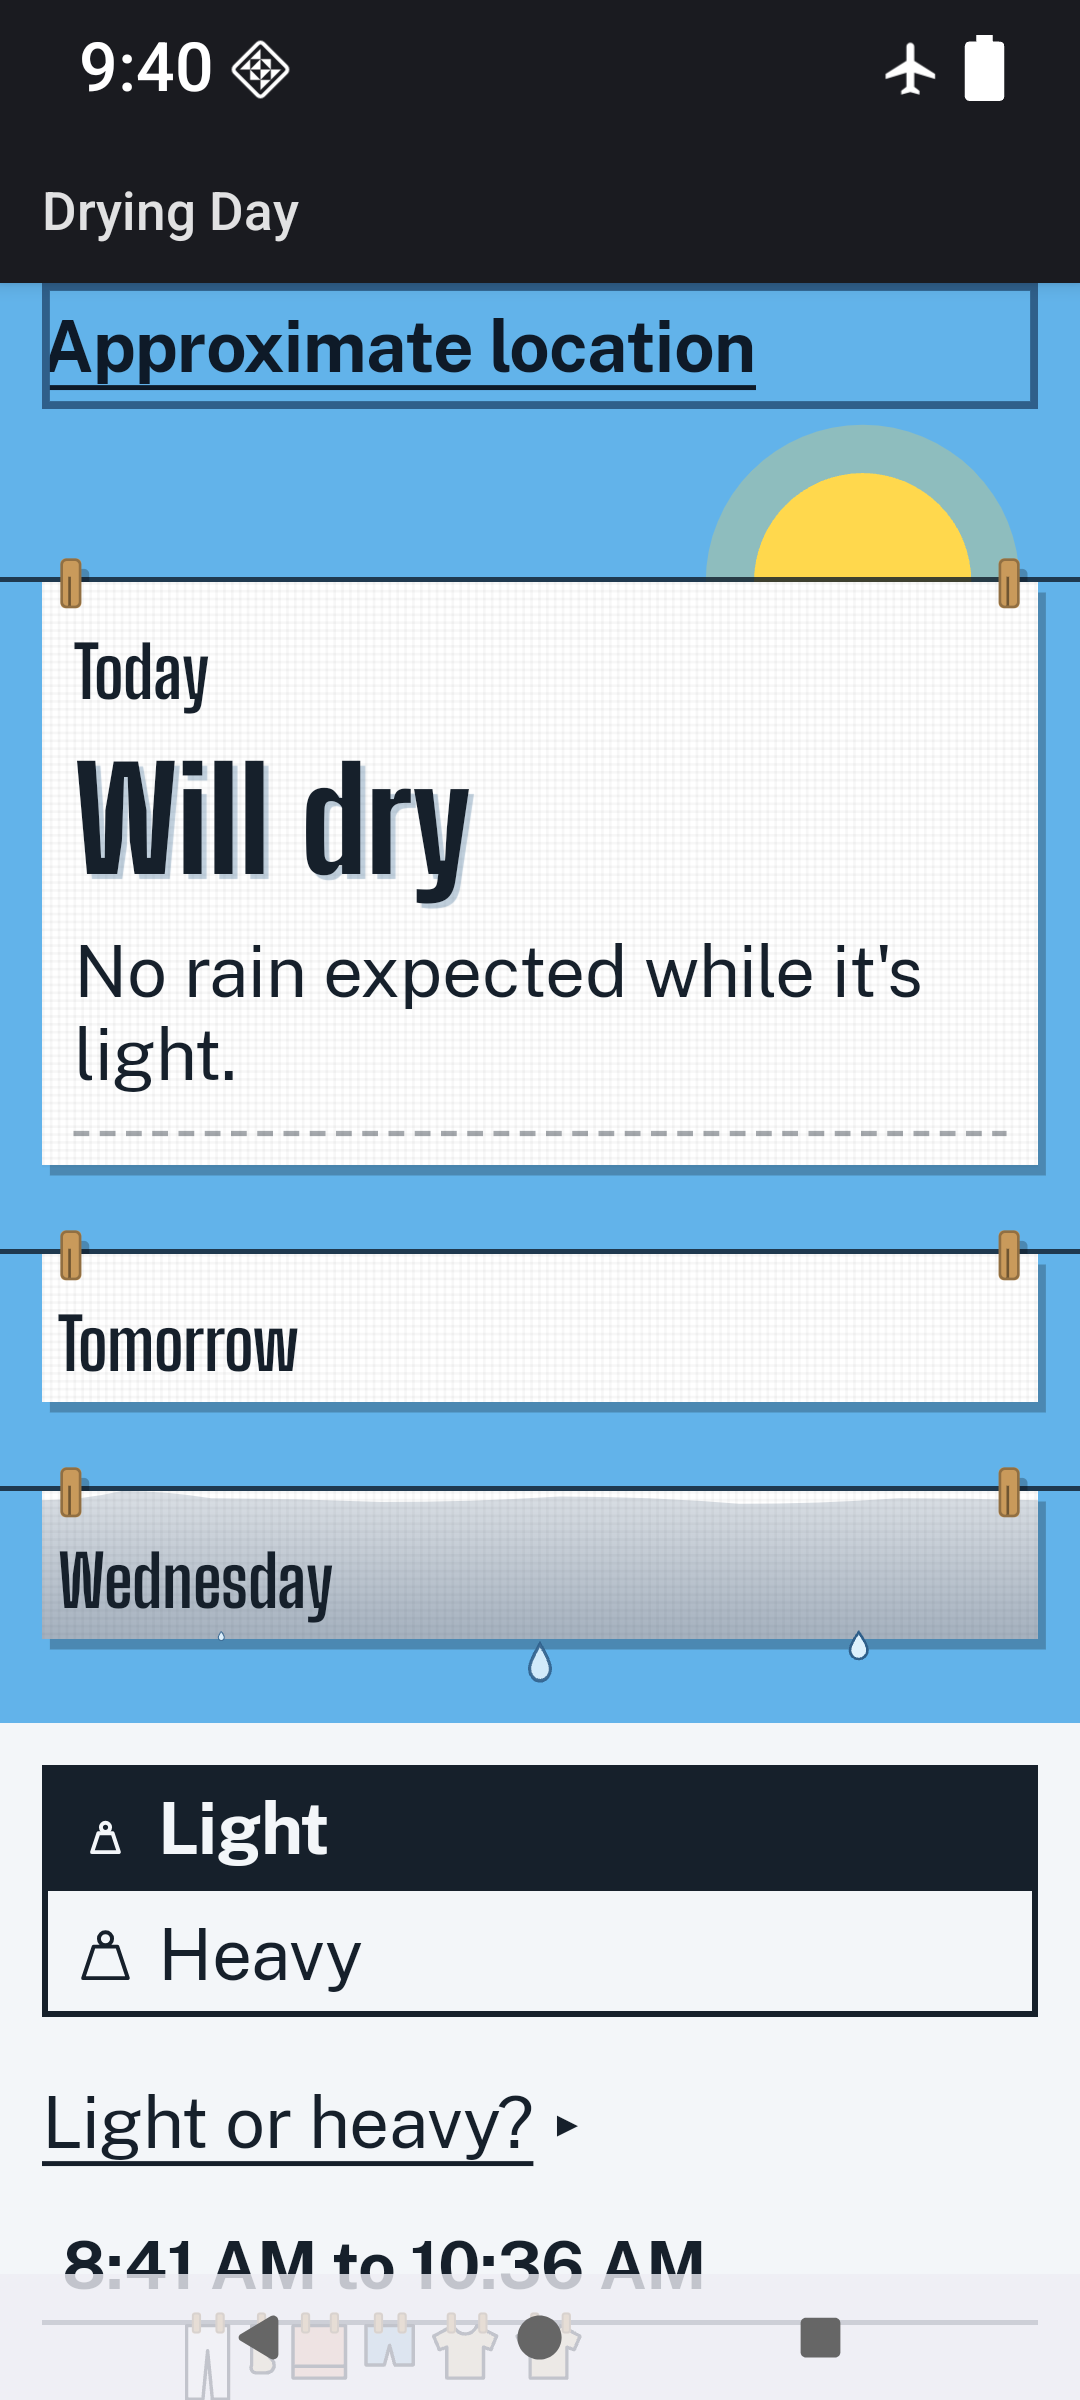 9:40
Drying Day
Approximate location
Today
Will dry
No rain expected while it's
light.
Tomorrow
Wednesday
Light
Heavy
Light or heavy? ▸
8:41 AM to 10:36 AM